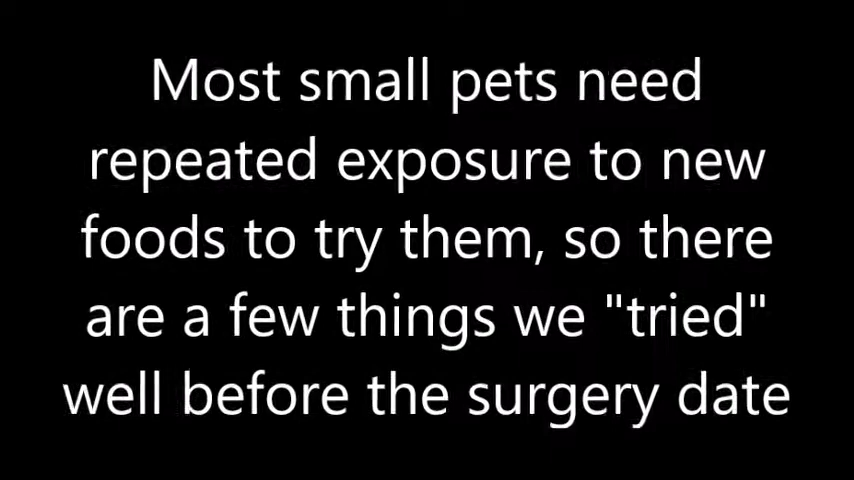 Most small pets need
repeated exposure to new
foods to try them, so there
are a few things we "tried"
well before the surgery date